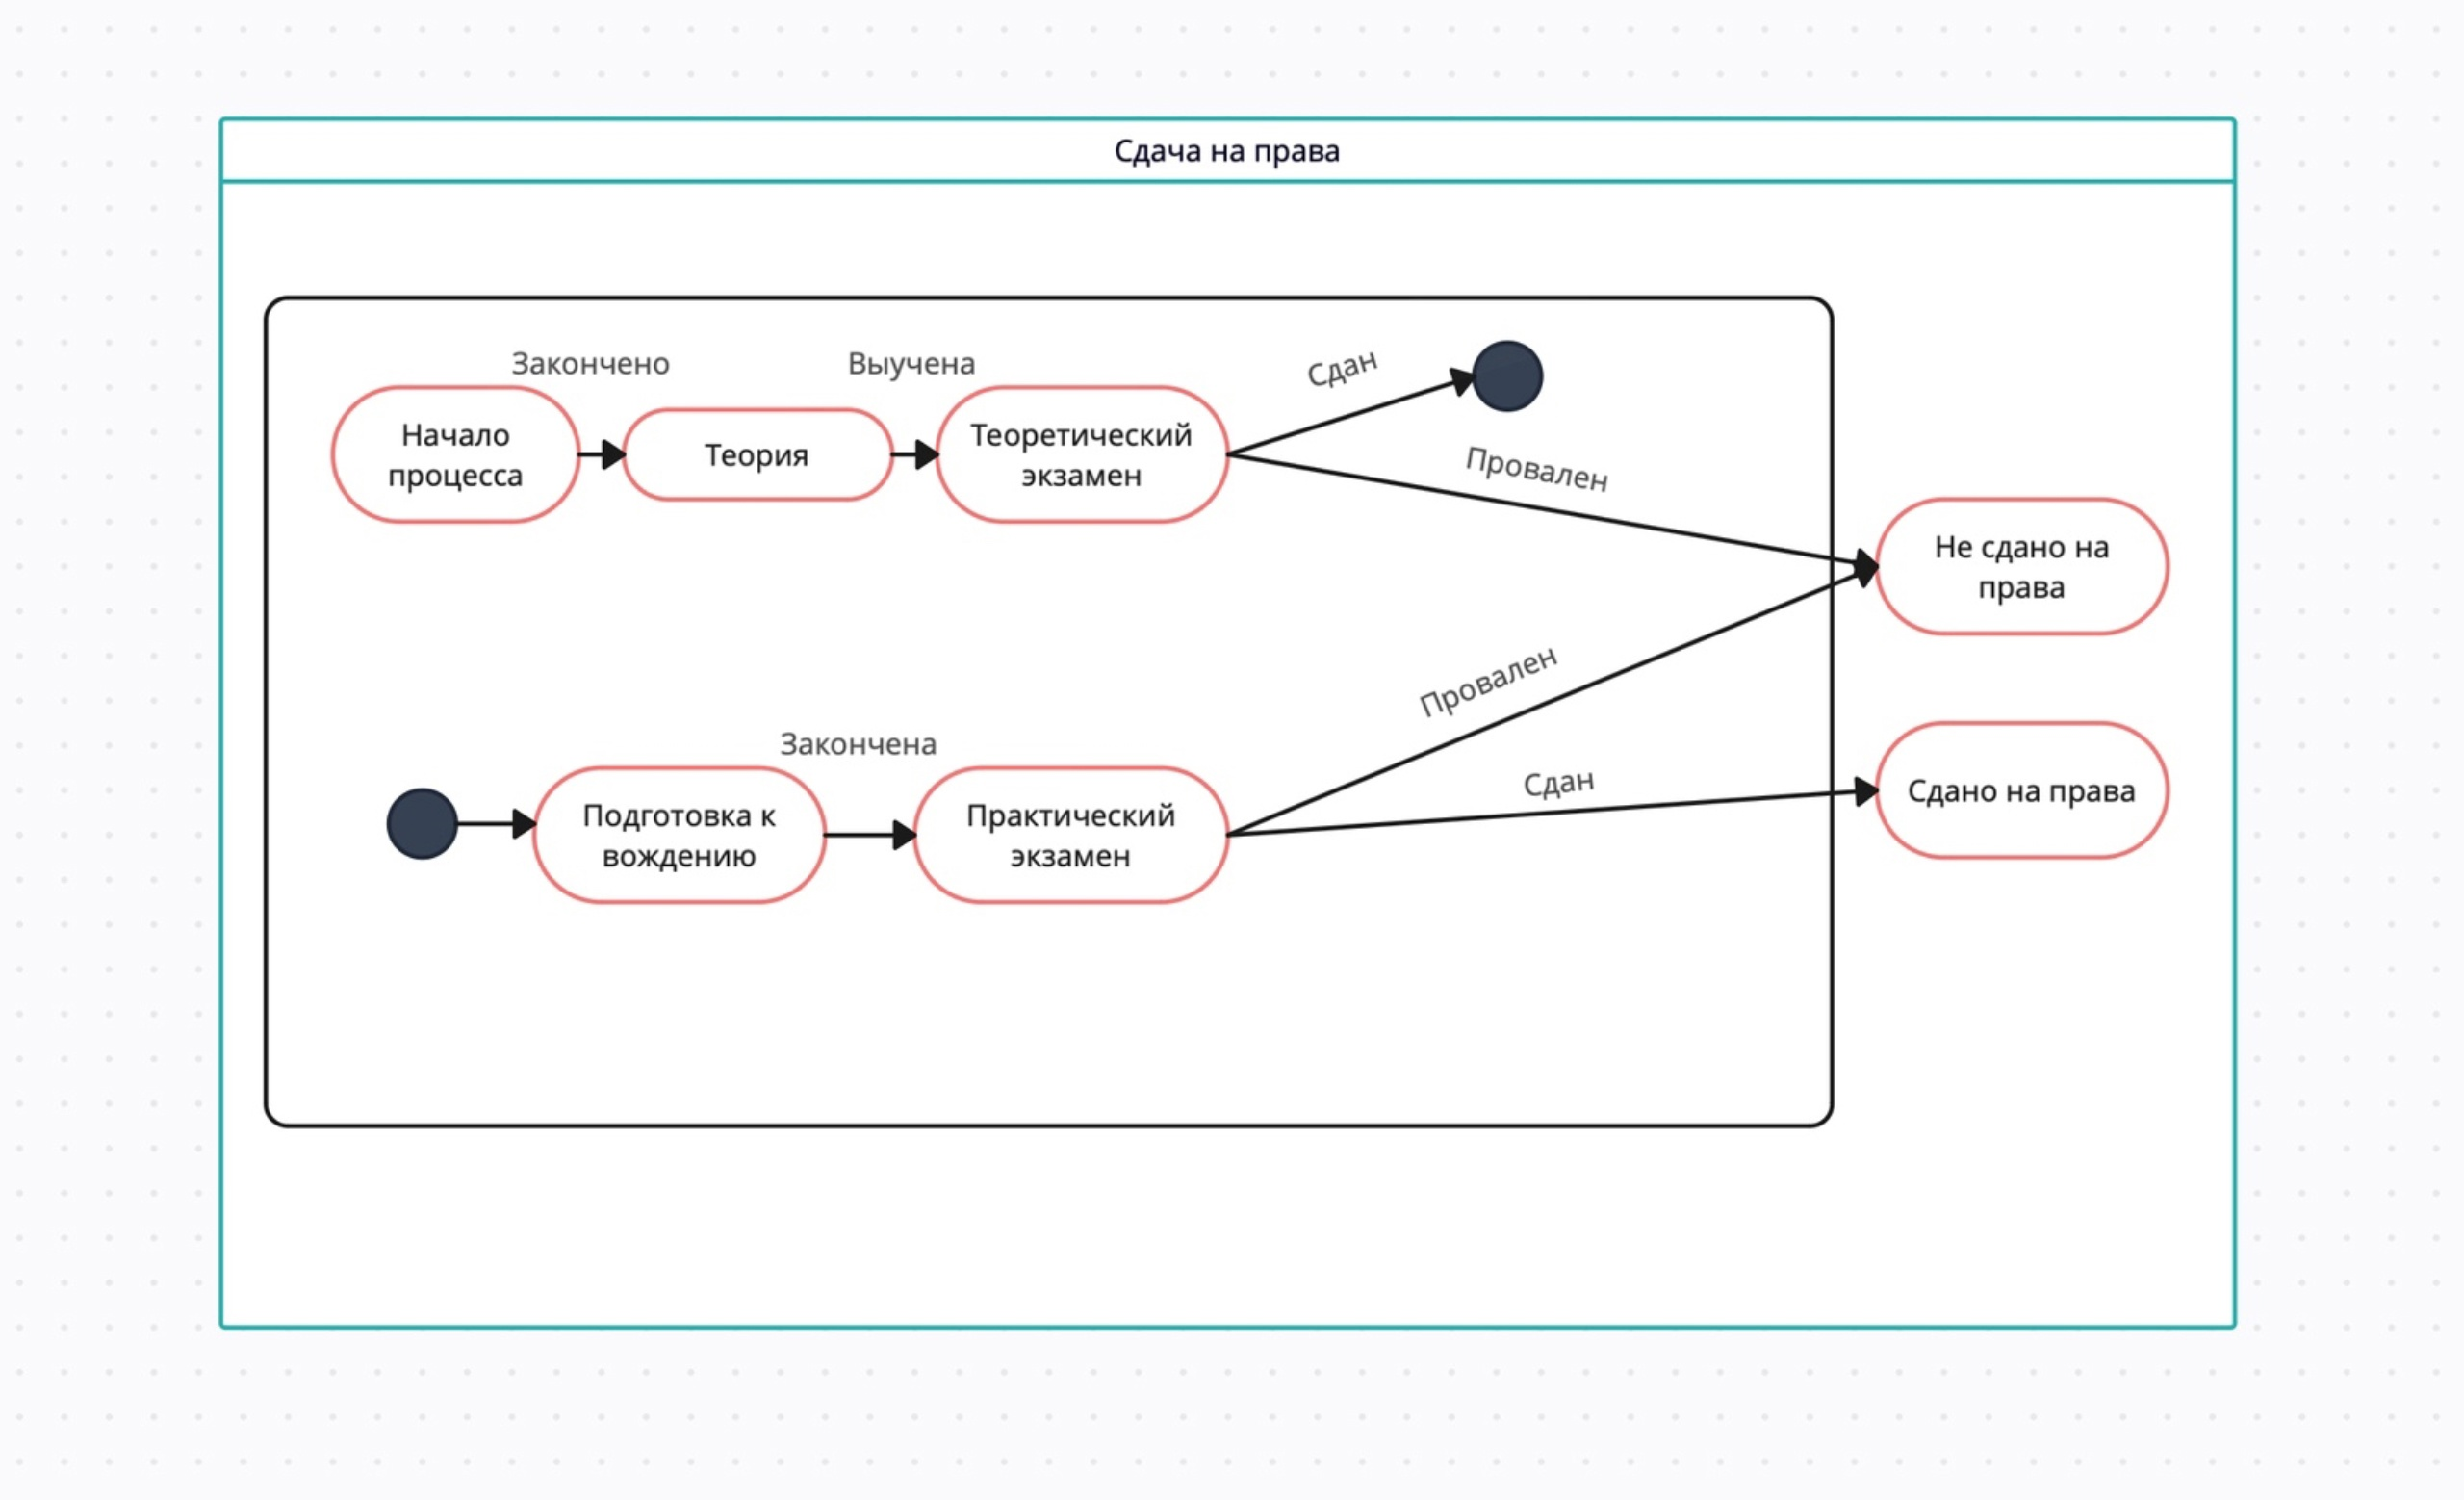 Сдача на права
Закончено
Выучена
Сдан
Начало
процесса
Теория
Теоретический
экзамен
Провален
Не сдано на
права
Провален
Закончена
Сдан
Подготовка к
вождению
Практический
экзамен
Сдано на права